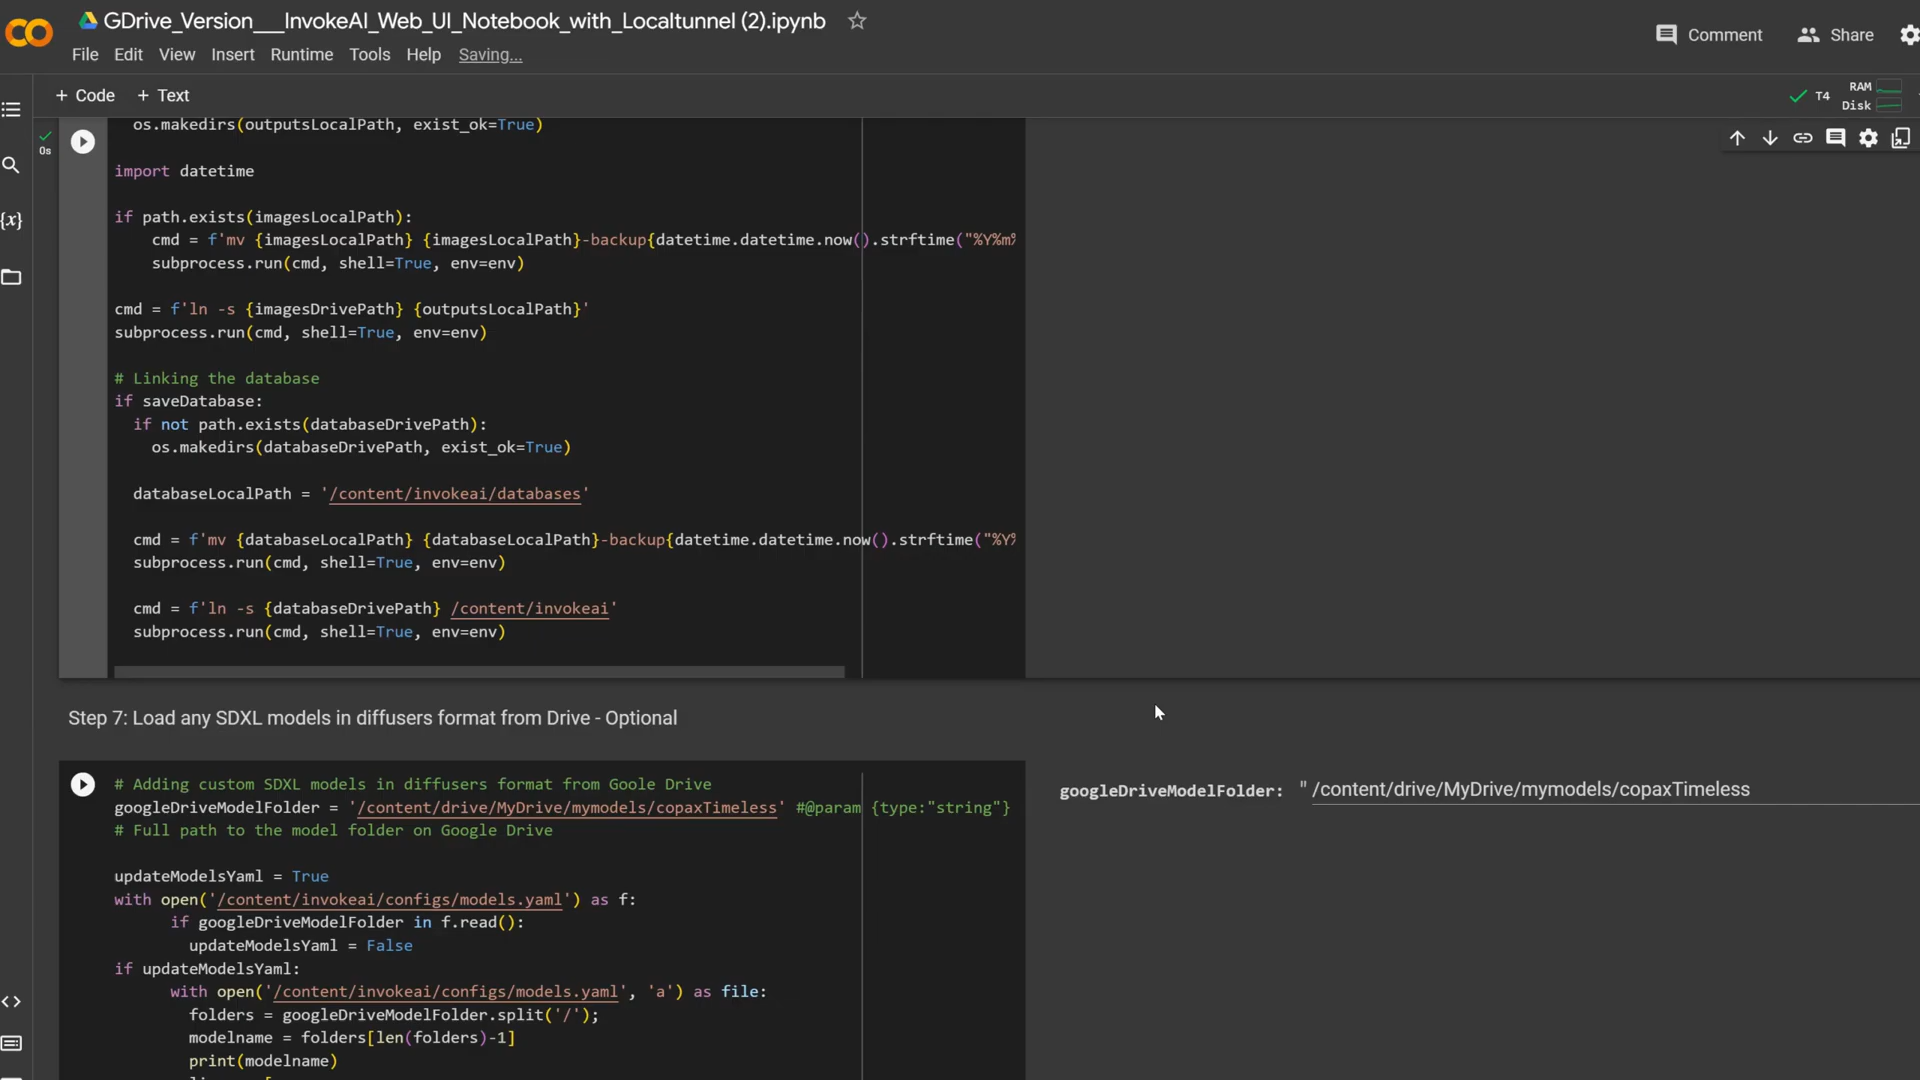 GDrive_Version___InvokeAI_Web_UI_Notebook_with_Localtunnel (2).ipynb
File Edit View Insert Runtime Tools Help Saving...
Comment
Share
+ Code + Text
T4
RAM
Disk
0s
{x}
os.makedirs(outputsLocalPath, exist_ok=True)
import datetime
if path.exists(imagesLocalPath):
cmd = f'mv {imagesLocalPath} {imagesLocalPath}-backup{datetime.datetime.now().strftime("%Y%m%
subprocess.run(cmd, shell=True, env=env)
cmd = f'ln -s {imagesDrivePath} {outputsLocalPath}'
subprocess.run(cmd, shell=True, env=env)
# Linking the database
if saveDatabase:
if not path.exists(databaseDrivePath):
os.makedirs(databaseDrivePath, exist_ok=True)
databaseLocalPath = '/content/invokeai/databases'
cmd = f'mv {databaseLocalPath} {databaseLocalPath}-backup{datetime.datetime.now().strftime("%Y%
subprocess.run(cmd, shell=True, env=env)
cmd = f'ln -s {databaseDrivePath} /content/invokeai'
subprocess.run(cmd, shell=True, env=env)
Step 7: Load any SDXL models in diffusers format from Drive - Optional
# Adding custom SDXL models in diffusers format from Goole Drive
googleDriveModelFolder = '/content/drive/MyDrive/mymodels/copaxTimeless' #@param {type:"string"}
# Full path to the model folder on Google Drive
updateModelsYaml = True
with open('/content/invokeai/configs/models.yaml') as f:
if googleDriveModelFolder in f.read():
updateModelsYaml = False
if updateModelsYaml:
with open('/content/invokeai/configs/models.yaml', 'a') as file:
folders = googleDriveModelFolder.split('/');
modelname = folders[len(folders)-1]
print(modelname)
googleDriveModelFolder: "/content/drive/MyDrive/mymodels/copaxTimeless